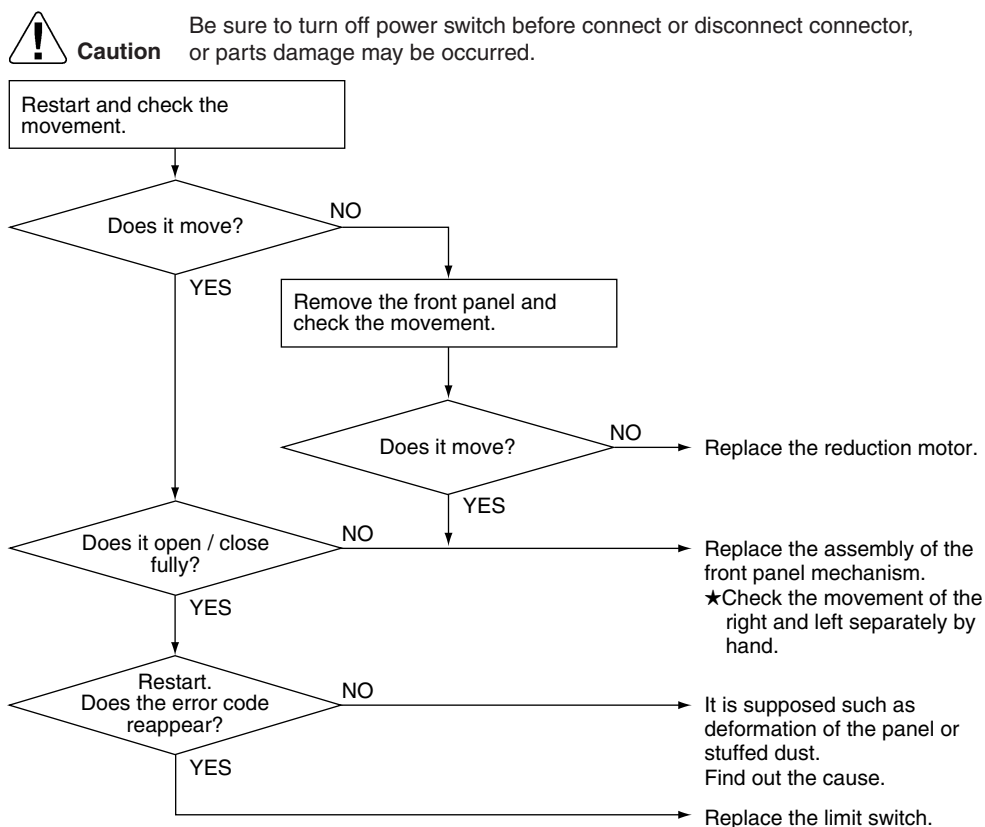 Caution
Be sure to turn off power switch before connect or disconnect connector,
or parts damage may be occurred.
Restart and check the
movement.
Does it move?
NO
YES
Remove the front panel and
check the movement.
Does it move?
NO
Replace the reduction motor.
YES
Does it open / close
fully?
NO
Replace the assembly of the
front panel mechanism.
★Check the movement of the
right and left separately by
hand.
YES
Restart.
Does the error code
reappear?
NO
It is supposed such as
deformation of the panel or
stuffed dust.
Find out the cause.
YES
Replace the limit switch.